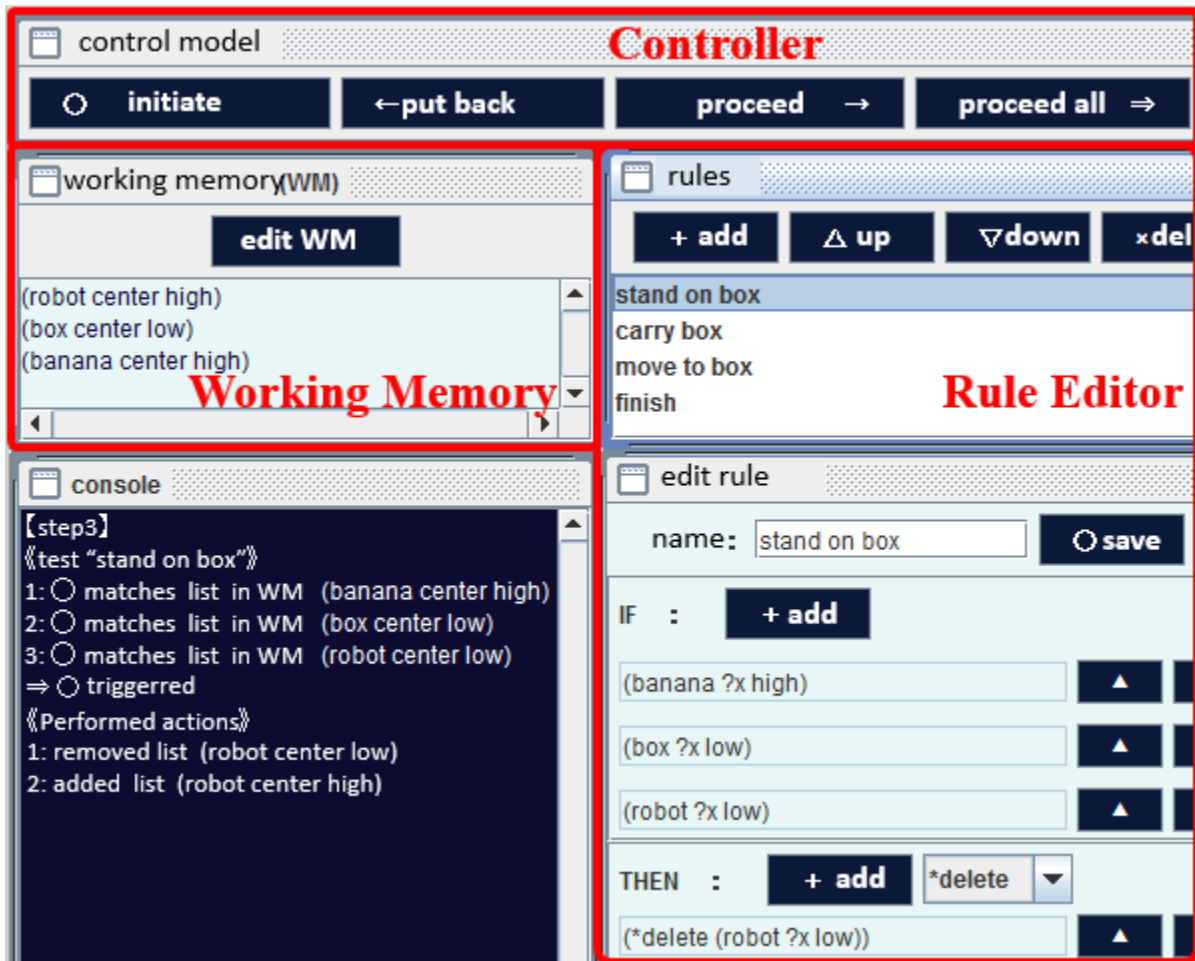 control model Controller
○ initiate ←put back proceed → proceed all ⇒
working memory(WM)
edit WM
(robot center high)
(box center low)
(banana center high)
Working Memory
rules
+ add △ up ▽down ×del
stand on box
carry box
move to box
finish
Rule Editor
console
【step3】
《test “stand on box”》
1: ○ matches list in WM (banana center high)
2: ○ matches list in WM (box center low)
3: ○ matches list in WM (robot center low)
⇒ ○ triggerred
《Performed actions》
1: removed list (robot center low)
2: added list (robot center high)
edit rule
name: stand on box ○ save
IF : + add
(banana ?x high) ▲
(box ?x low) ▲
(robot ?x low) ▲
THEN : + add *delete ▼
(*delete (robot ?x low)) ▲